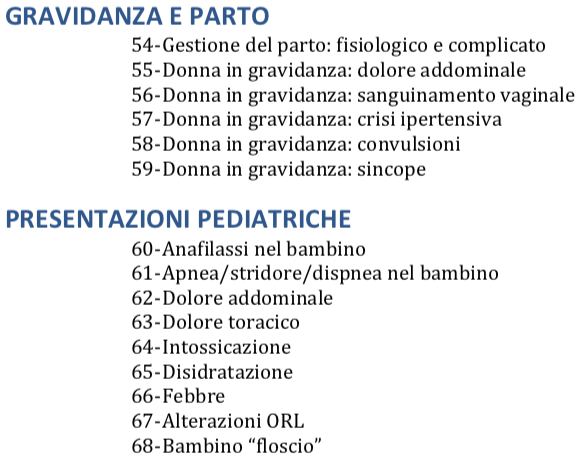 GRAVIDANZA E PARTO
54-Gestione del parto: fisiologico e complicato
55-Donna in gravidanza: dolore addominale
56-Donna in gravidanza: sanguinamento vaginale
57-Donna in gravidanza: crisi ipertensiva
58-Donna in gravidanza: convulsioni
59-Donna in gravidanza: sincope
PRESENTAZIONI PEDIATRICHE
60-Anafilassi nel bambino
61-Apnea/stridore/dispnea nel bambino
62-Dolore addominale
63-Dolore toracico
64-Intossicazione
65-Disidratazione
66-Febbre
67-Alterazioni ORL
68-Bambino “floscio”